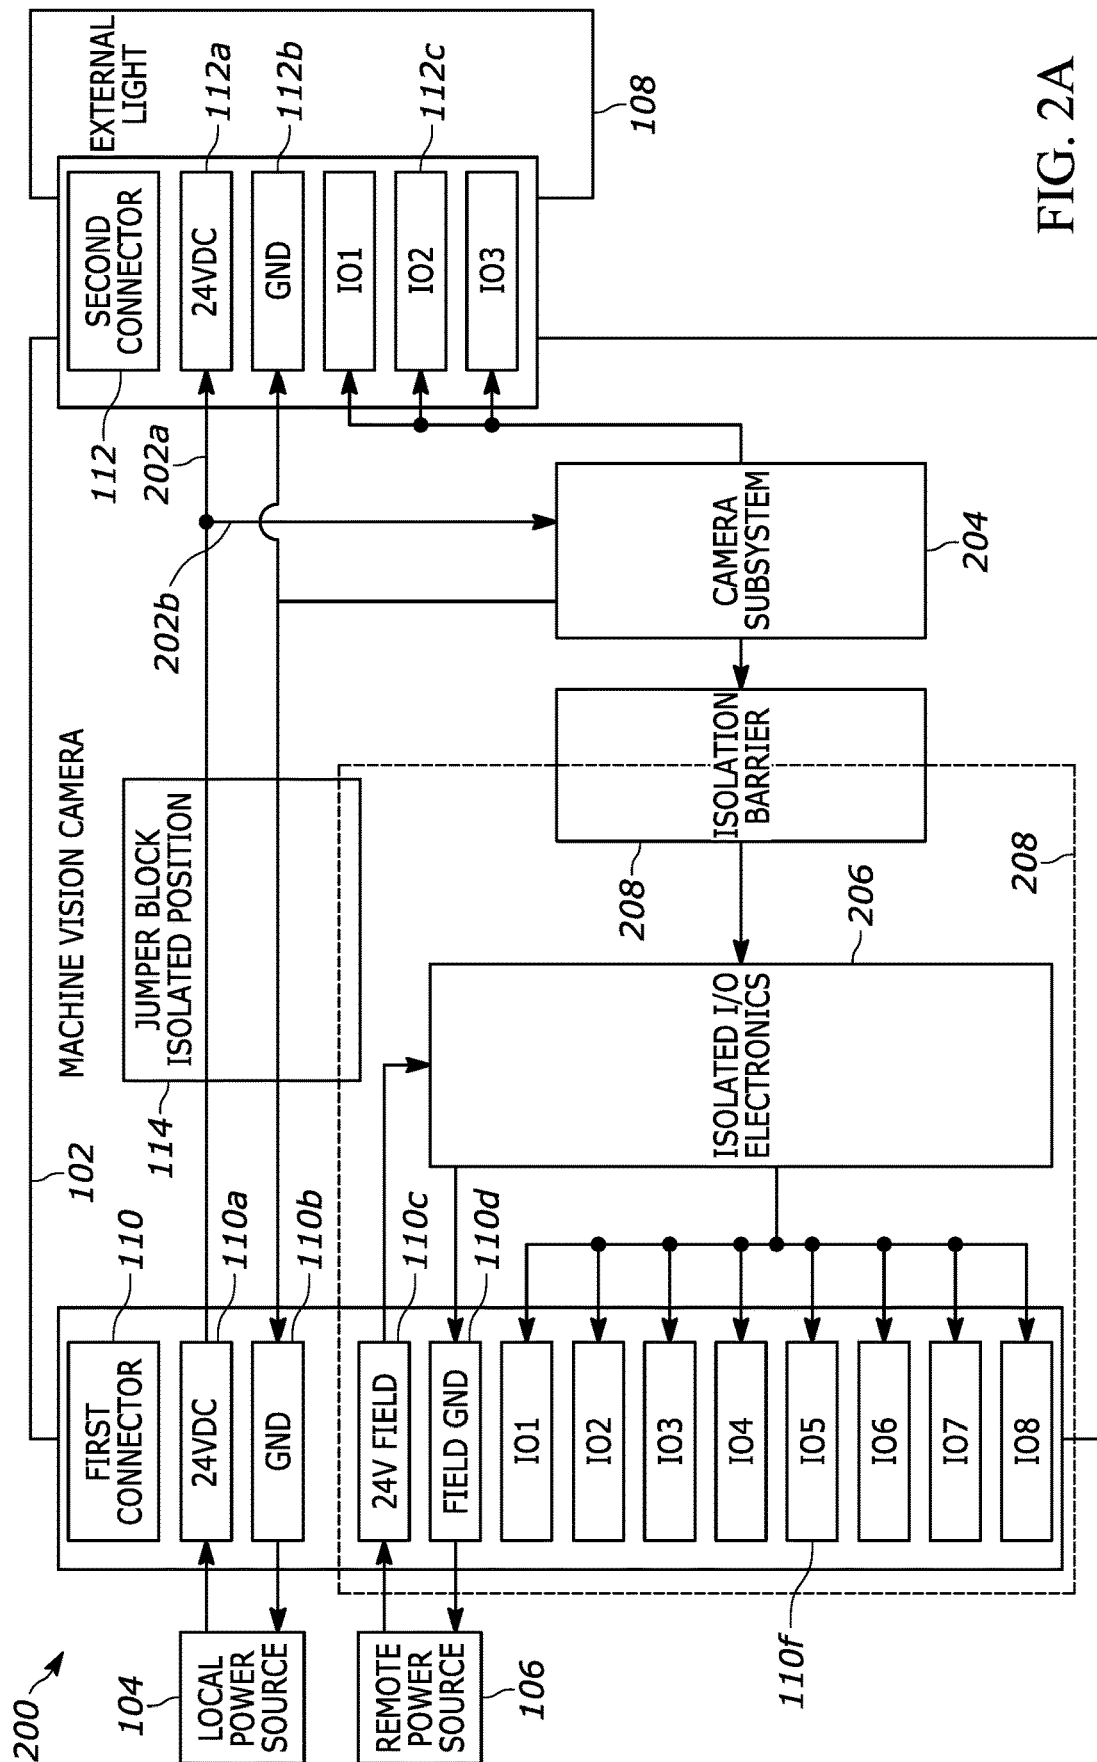 200
MACHINE VISION CAMERA
102
EXTERNAL
LIGHT
108
FIRST
CONNECTOR
110
24VDC
110a
GND
110b
24V FIELD
110c
FIELD GND
110d
IO1
IO2
IO3
IO4
IO5
IO6
IO7
IO8
110f
LOCAL
POWER
SOURCE
104
REMOTE
POWER
SOURCE
106
JUMPER BLOCK
ISOLATED POSITION
114
ISOLATED I/O
ELECTRONICS
206
ISOLATION
BARRIER
208
208
CAMERA
SUBSYSTEM
204
202a
202b
SECOND
CONNECTOR
112
24VDC
112a
GND
112b
IO1
IO2
112c
IO3
FIG. 2A